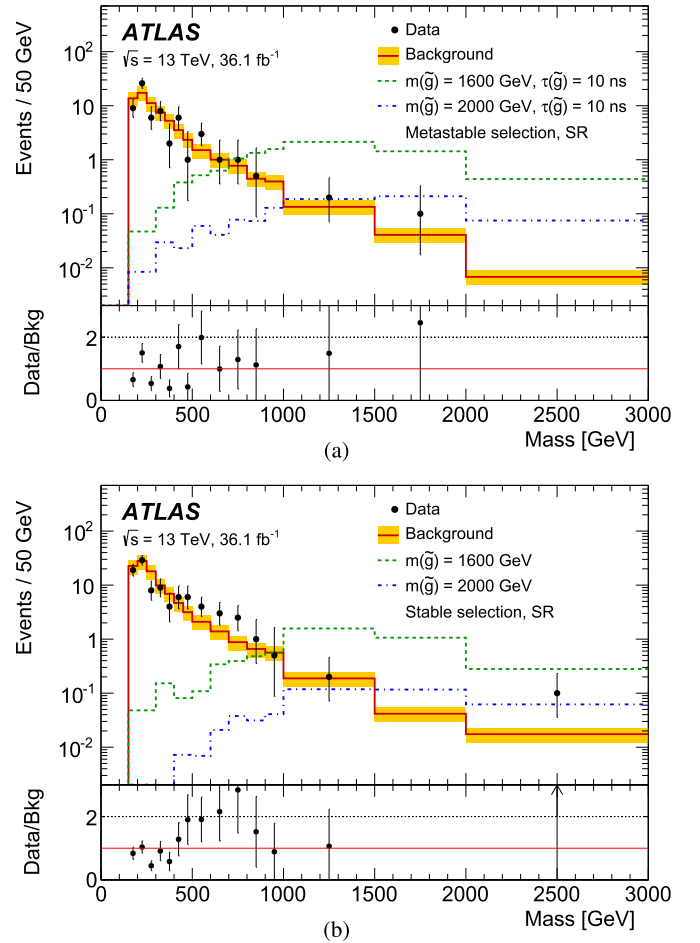 ATLAS
√s = 13 TeV, 36.1 fb⁻¹
Data
Background
m(g̃) = 1600 GeV, τ(g̃) = 10 ns
m(g̃) = 2000 GeV, τ(g̃) = 10 ns
Metastable selection, SR
Events / 50 GeV
10²
10
1
10⁻¹
10⁻²
Data/Bkg
2
0
0 500 1000 1500 2000 2500 3000
Mass [GeV]
(a)
ATLAS
√s = 13 TeV, 36.1 fb⁻¹
Data
Background
m(g̃) = 1600 GeV
m(g̃) = 2000 GeV
Stable selection, SR
Events / 50 GeV
10²
10
1
10⁻¹
10⁻²
Data/Bkg
2
0
0 500 1000 1500 2000 2500 3000
Mass [GeV]
(b)